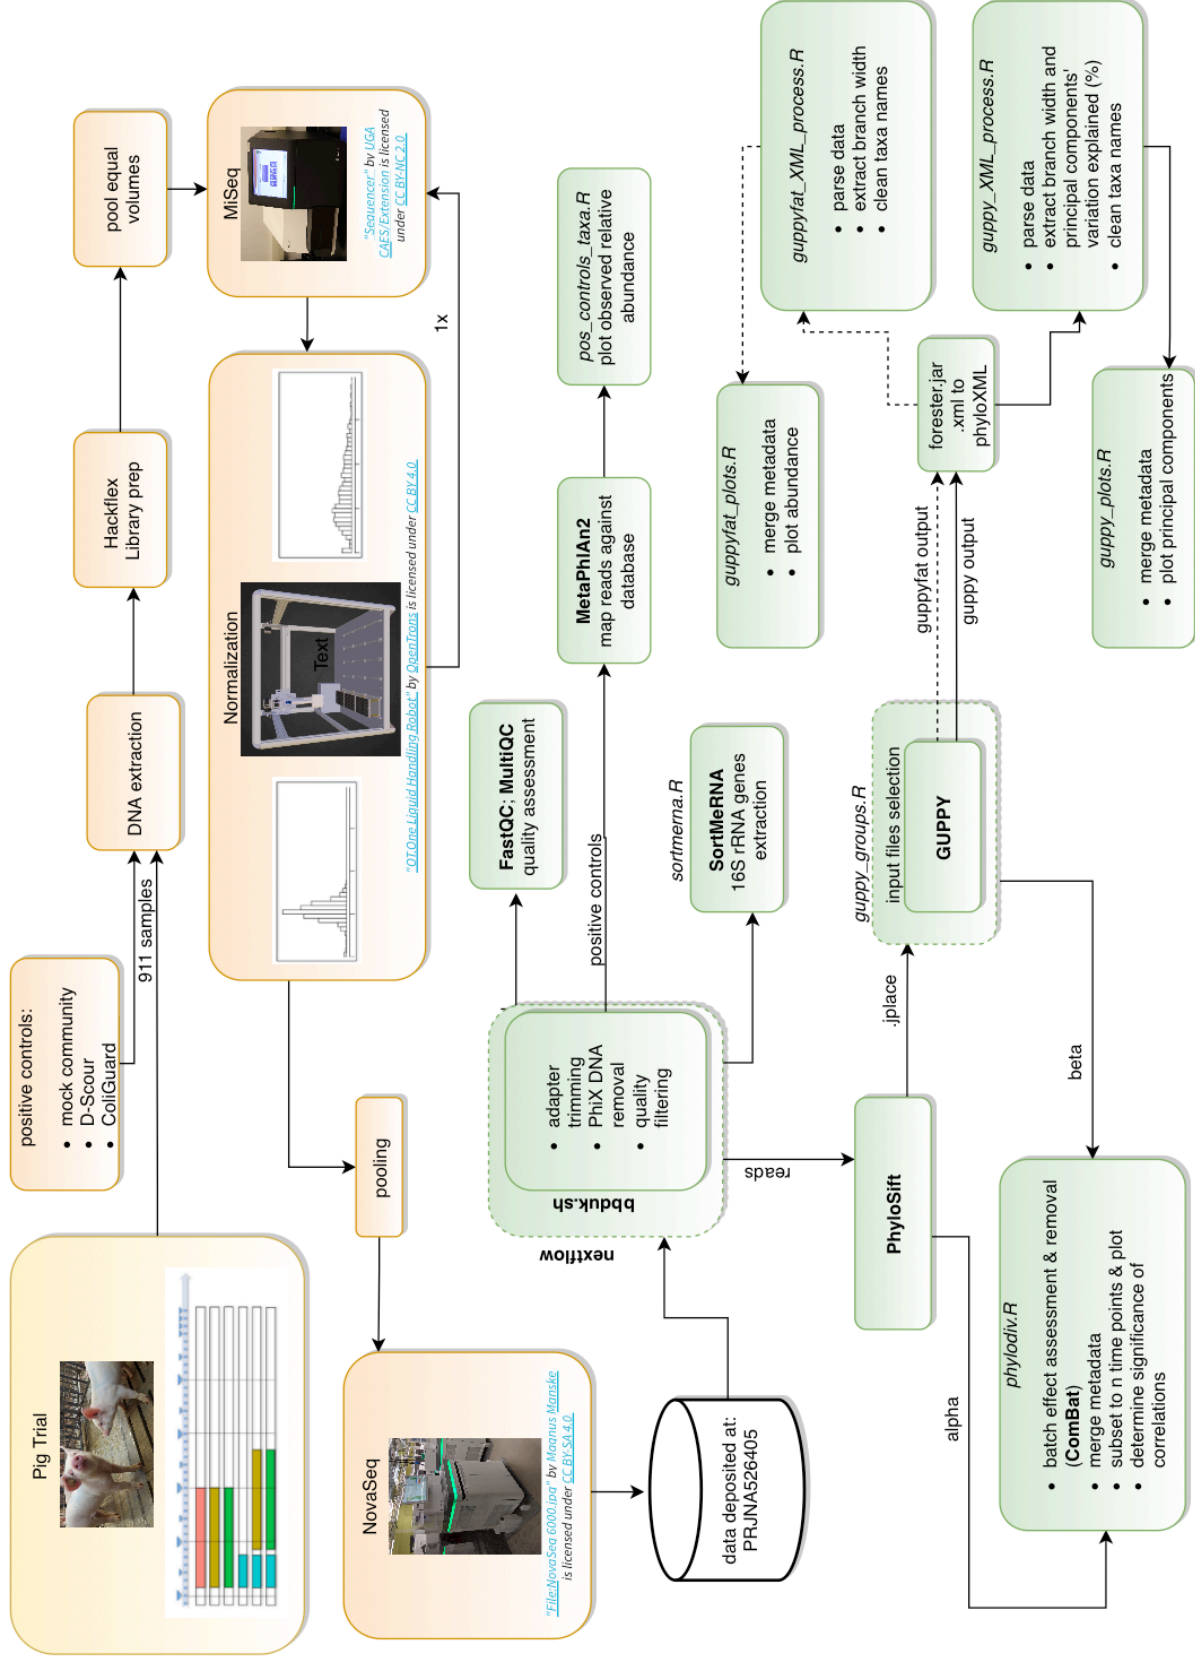 Pig Trial
positive controls:
• mock community
• D-Scour
• ColiGuard
911 samples
DNA extraction
Hackflex
Library prep
pool equal
volumes
MiSeq
"Sequencer" by UGA
CAES/Extension is licensed
under CC BY-NC 2.0
Normalization
Text
"OT.One Liquid Handling Robot" by OpenTrons is licensed under CC BY 4.0
1x
pooling
NovaSeq
"File:NovaSeq 6000.jpg" by Magnus Manske
is licensed under CC BY-SA 4.0
data deposited at:
PRJNA526405
nextflow
bbduk.sh
• adapter
trimming
• PhiX DNA
removal
• quality
filtering
FastQC; MultiQC
quality assessment
positive controls
MetaPhlAn2
map reads against
database
pos_controls_taxa.R
plot observed relative
abundance
sortmerna.R
SortMeRNA
16S rRNA genes
extraction
reads
PhyloSift
.jplace
guppy_groups.R
input files selection
GUPPY
guppyfat output
guppy output
forester.jar
.xml to
phyloXML
guppyfat_XML_process.R
• parse data
• extract branch width
• clean taxa names
guppyfat_plots.R
• merge metadata
• plot abundance
guppy_XML_process.R
• parse data
• extract branch width and
principal components'
variation explained (%)
• clean taxa names
guppy_plots.R
• merge metadata
• plot principal components
alpha
beta
phylodiv.R
• batch effect assessment & removal
(ComBat)
• merge metadata
• subset to n time points & plot
• determine significance of
correlations